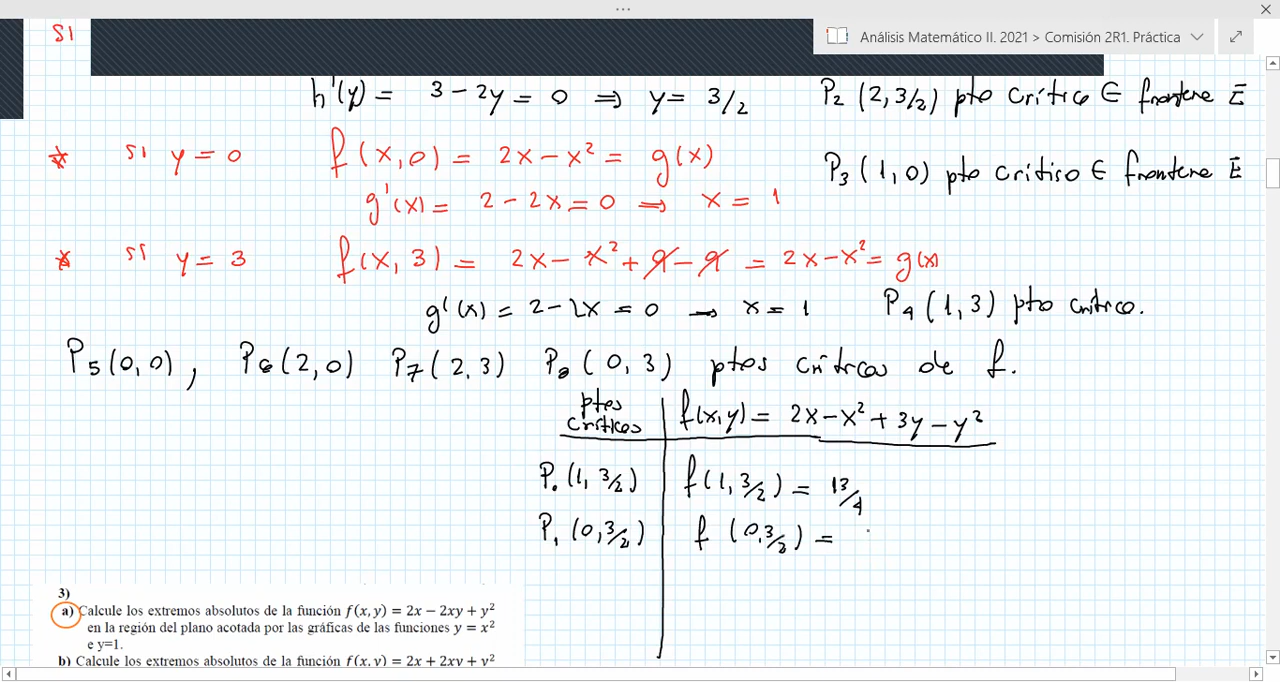 SI
Análisis Matemático II. 2021 > Comisión 2R1. Práctica
h'(y) = 3 - 2y = 0 ⇒ y = 3/2 P2 (2, 3/2) pto crítico ∈ frontera E
* si y = 0 f(x,0) = 2x - x² = g(x)
P3 (1,0) pto crítico ∈ frontera E
g'(x) = 2 - 2x = 0 ⇒ x = 1
* si y = 3 f(x,3) = 2x - x² + 9 - 9 = 2x - x² = g(x)
g'(x) = 2 - 2x = 0 → x = 1 P4 (1,3) pto crítico.
P5 (0,0), P6 (2,0) P7 (2,3) P8 (0,3) ptos críticos de f.
ptos críticos f(x,y) = 2x - x² + 3y - y²
P0 (1, 3/2) f(1, 3/2) = 13/4
P1 (0, 3/2) f(0, 3/2) =
3)
a) Calcule los extremos absolutos de la función f(x, y) = 2x − 2xy + y²
en la región del plano acotada por las gráficas de las funciones y = x²
e y=1.
b) Calcule los extremos absolutos de la función f(x, y) = 2x + 2xy + y²